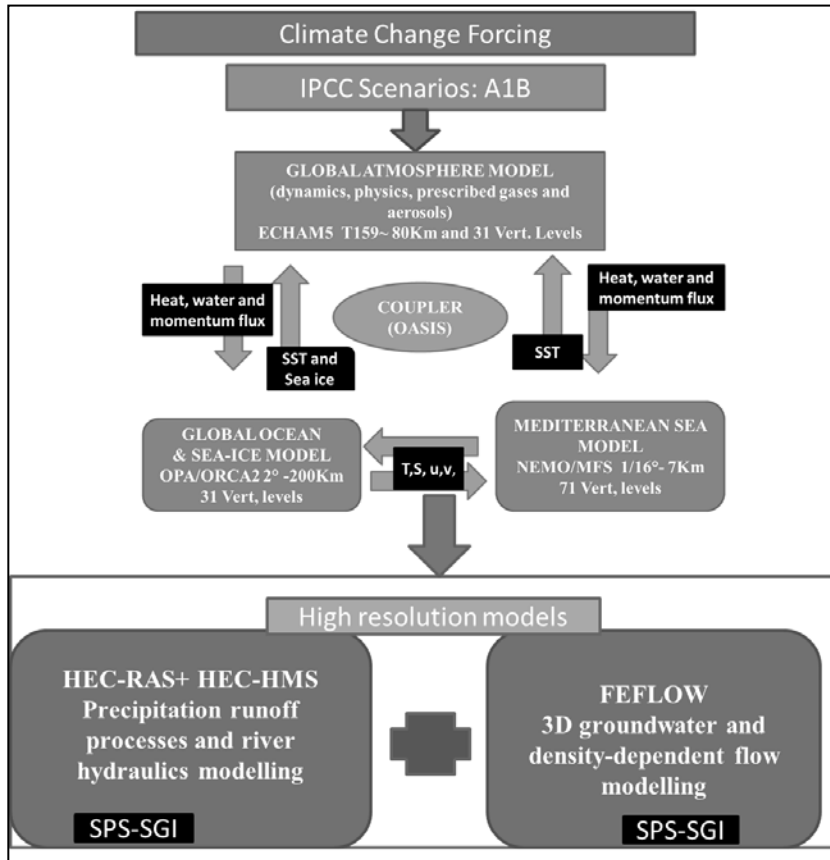 Climate Change Forcing
IPCC Scenarios: A1B
GLOBAL ATMOSPHERE MODEL
(dynamics, physics, prescribed gases and
aerosols)
ECHAM5 T159~ 80Km and 31 Vert. Levels
Heat, water and
momentum flux
SST and
Sea ice
COUPLER
(OASIS)
SST
Heat, water and
momentum flux
GLOBAL OCEAN
& SEA-ICE MODEL
OPA/ORCA2 2° -200Km
31 Vert, levels
T,S, u,v,
MEDITERRANEAN SEA
MODEL
NEMO/MFS 1/16°- 7Km
71 Vert, levels
High resolution models
HEC-RAS+ HEC-HMS
Precipitation runoff
processes and river
hydraulics modelling
SPS-SGI
FEFLOW
3D groundwater and
density-dependent flow
modelling
SPS-SGI